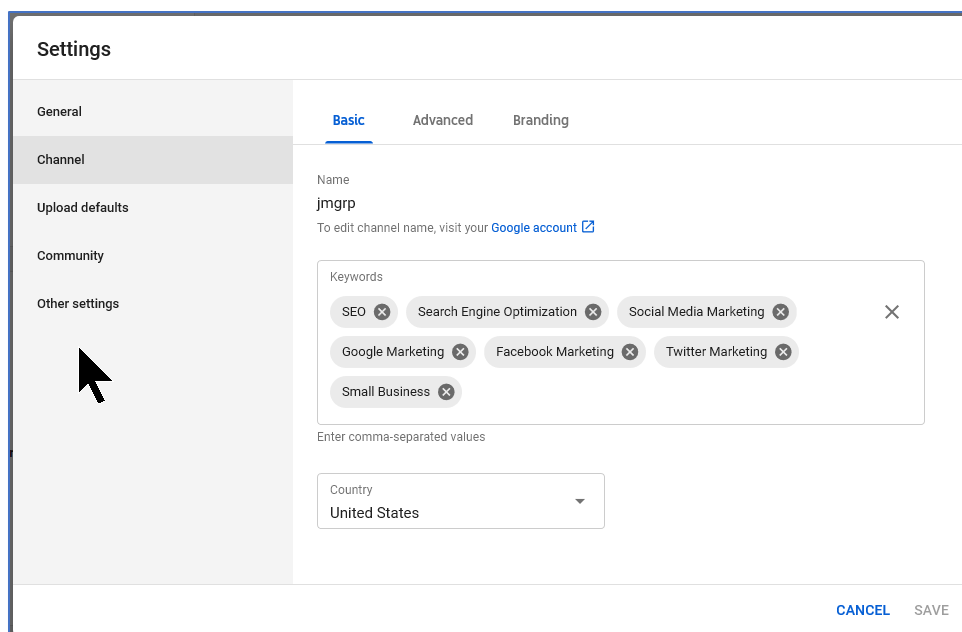 Settings
General
Channel
Upload defaults
Community
Other settings
Basic Advanced Branding
Name
jmgrp
To edit channel name, visit your Google account
Keywords
SEO Search Engine Optimization Social Media Marketing
Google Marketing Facebook Marketing Twitter Marketing
Small Business
Enter comma-separated values
Country
United States
CANCEL SAVE